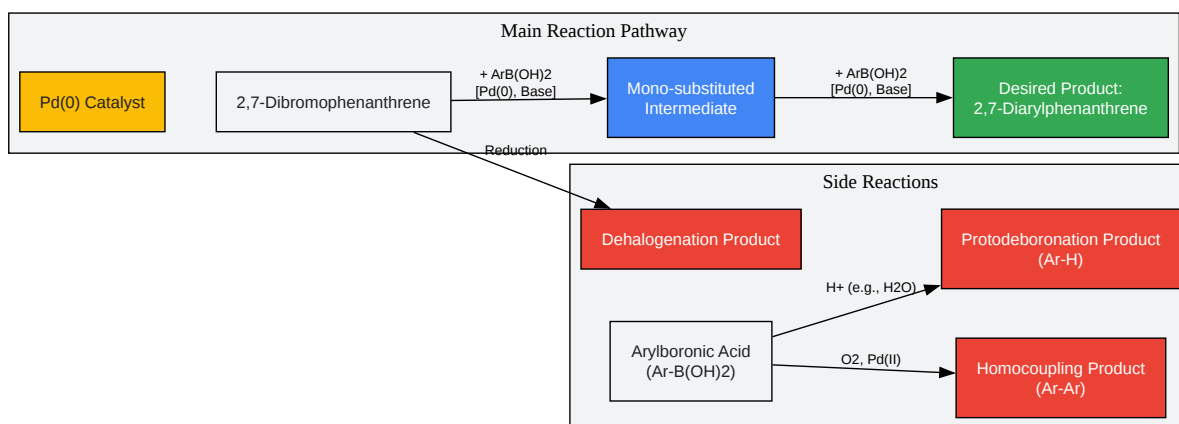 Main Reaction Pathway
Pd(0) Catalyst
2,7-Dibromophenanthrene
+ ArB(OH)2
[Pd(0), Base]
Mono-substituted
Intermediate
+ ArB(OH)2
[Pd(0), Base]
Desired Product:
2,7-Diarylphenanthrene
Reduction
Side Reactions
Dehalogenation Product
Protodeboronation Product
(Ar-H)
H+ (e.g., H2O)
Arylboronic Acid
(Ar-B(OH)2)
O2, Pd(II)
Homocoupling Product
(Ar-Ar)